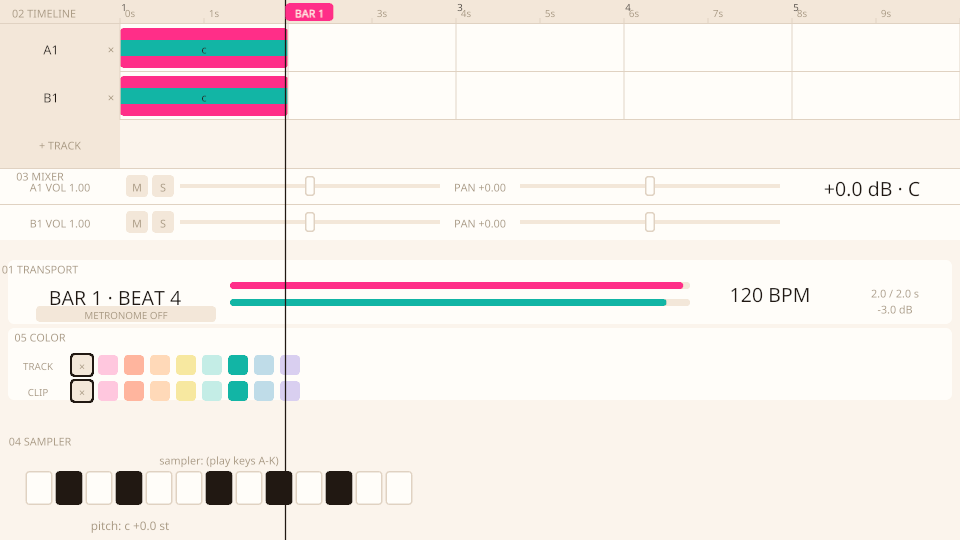 02 TIMELINE
1 BAR 1 3 4 5
0s 1s 3s 4s 5s 6s 8s 9s
A1 × c
B1 × c
+ TRACK
03 MIXER
A1 VOL 1.00 M S PAN +0.00 +0.0 dB · C
B1 VOL 1.00 M S PAN +0.00
01 TRANSPORT
BAR 1 · BEAT 4 120 BPM 2.0 / 2.0 s
METRONOME OFF -3.0 dB
05 COLOR
TRACK ×
CLIP ×
04 SAMPLER
sampler: (play keys A-K)
pitch: c +0.0 st